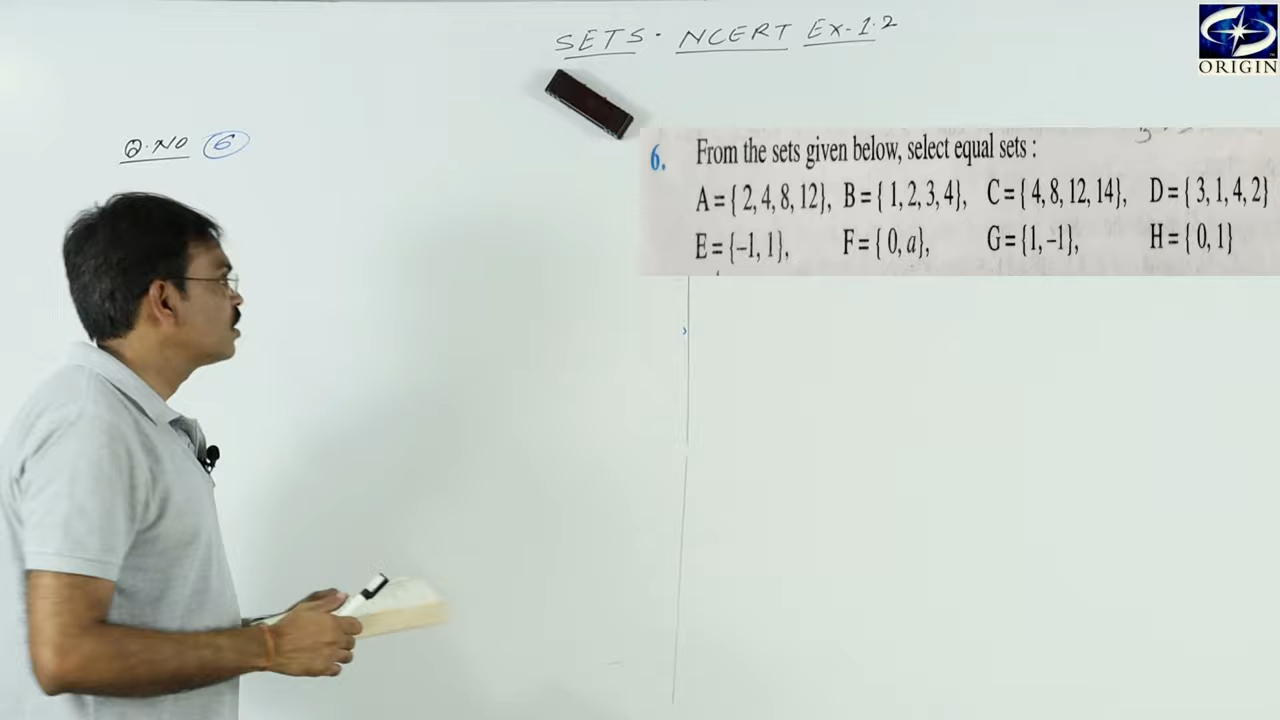 SETS. NCERT Ex-1.2
ORIGIN
Q.NO 6
6. From the sets given below, select equal sets :
A = { 2, 4, 8, 12}, B = { 1, 2, 3, 4}, C = { 4, 8, 12, 14}, D = { 3, 1, 4, 2}
E = {–1, 1}, F = { 0, a}, G = {1, –1}, H = { 0, 1}